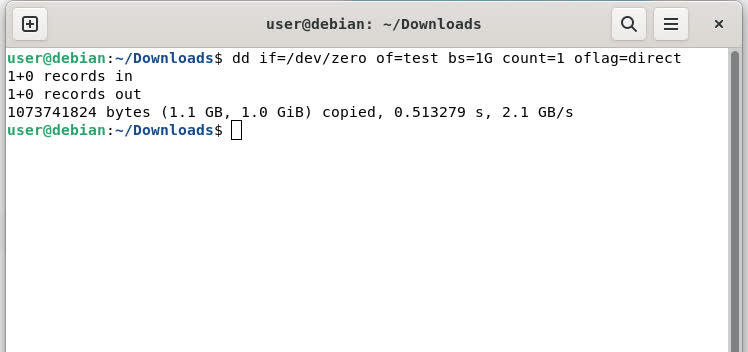 user@debian: ~/Downloads
user@debian:~/Downloads$ dd if=/dev/zero of=test bs=1G count=1 oflag=direct
1+0 records in
1+0 records out
1073741824 bytes (1.1 GB, 1.0 GiB) copied, 0.513279 s, 2.1 GB/s
user@debian:~/Downloads$